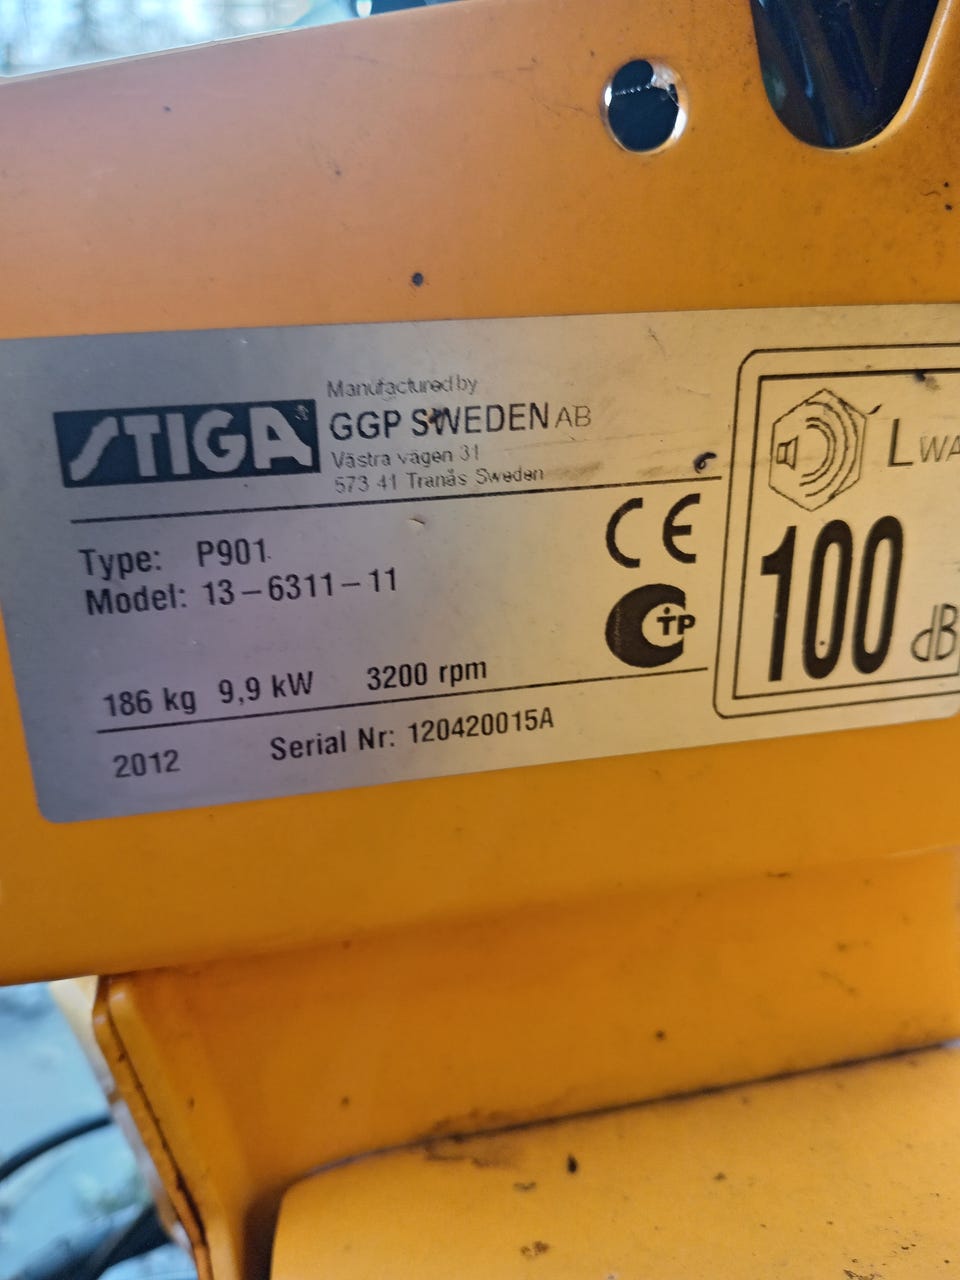 STIGA®
Manufactured by
GGP SWEDEN AB
Västra vägen 31
573 41 Tranås Sweden
Type: P901
Model: 13-6311-11
CE
TP
186 kg 9,9 kW 3200 rpm
2012 Serial Nr: 120420015A
LWA
100
dB